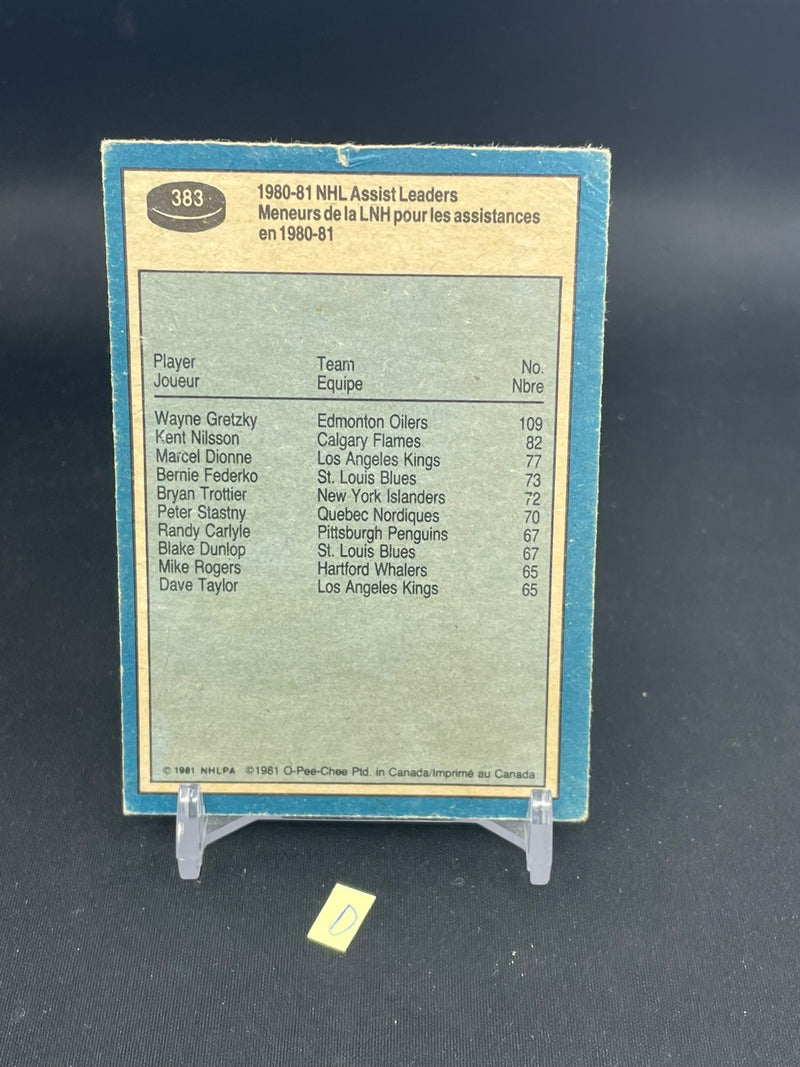 383
1980-81 NHL Assist Leaders
Meneurs de la LNH pour les assistances
en 1980-81
Player Team No.
Joueur Equipe Nbre
Wayne Gretzky Edmonton Oilers 109
Kent Nilsson Calgary Flames 82
Marcel Dionne Los Angeles Kings 77
Bernie Federko St. Louis Blues 73
Bryan Trottier New York Islanders 72
Peter Stastny Quebec Nordiques 70
Randy Carlyle Pittsburgh Penguins 67
Blake Dunlop St. Louis Blues 67
Mike Rogers Hartford Whalers 65
Dave Taylor Los Angeles Kings 65
© 1981 NHLPA ©1981 O-Pee-Chee Ptd. in Canada/Imprimé au Canada
D